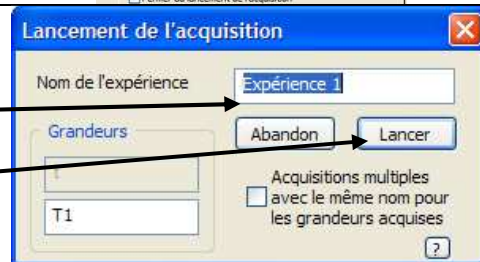 Lancement de l'acquisition
Nom de l'expérience
Expérience 1
Grandeurs
Abandon
Lancer
T1
Acquisitions multiples
avec le même nom pour
les grandeurs acquises
?